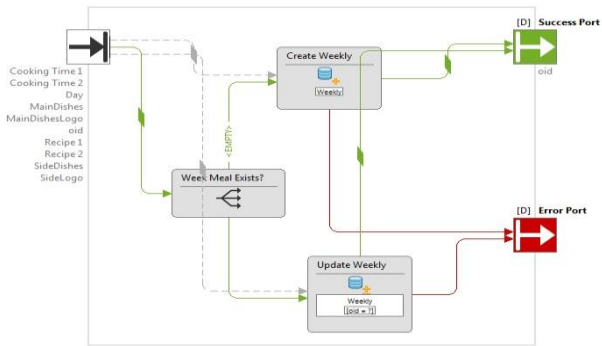 [D] Success Port
oid
Create Weekly
Weekly
Cooking Time 1
Cooking Time 2
Day
MainDishes
MainDishesLogo
oid
Recipe 1
Recipe 2
SideDishes
SideLogo
<EMPTY>
Week Meal Exists?
[D] Error Port
Update Weekly
Weekly
[oid = ?]